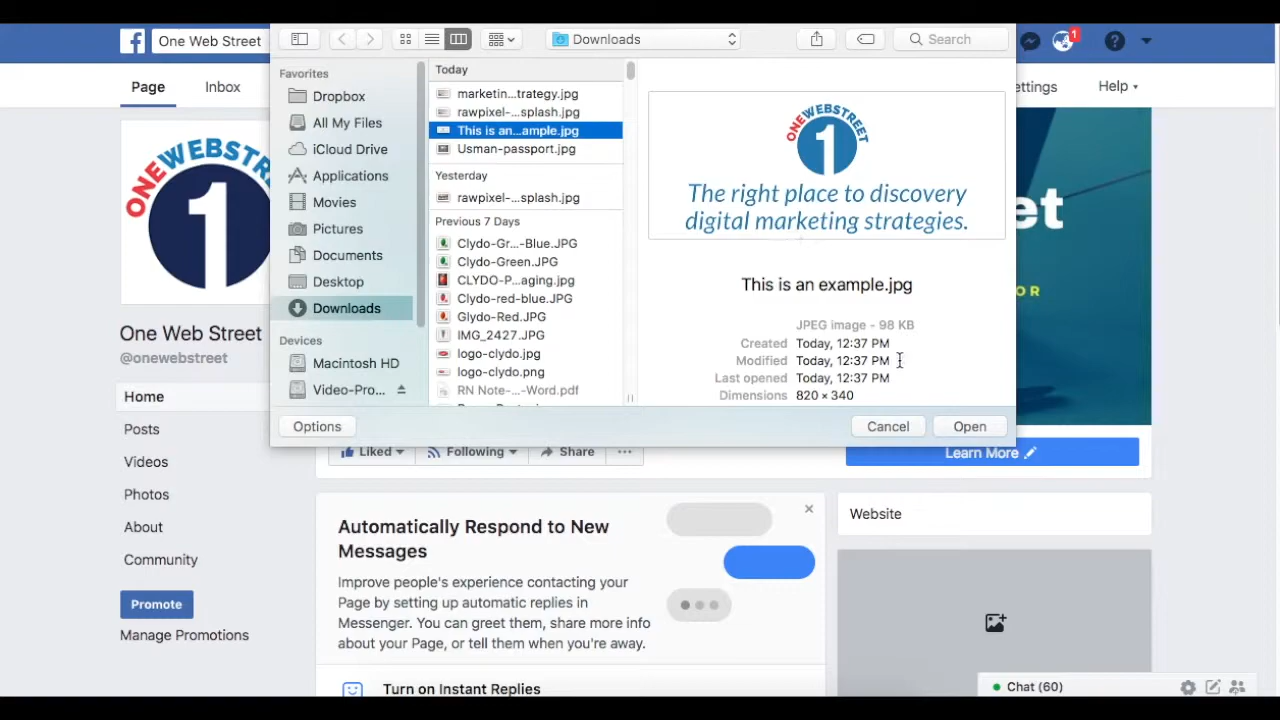 One Web Street
Downloads
Search
1
Page
Inbox
ettings
Help
Favorites
Dropbox
All My Files
iCloud Drive
Applications
Movies
Pictures
Documents
Desktop
Downloads
Devices
Macintosh HD
Video-Pro...
Today
marketin...trategy.jpg
rawpixel-...splash.jpg
This is an...ample.jpg
Usman-passport.jpg
Yesterday
rawpixel-...splash.jpg
Previous 7 Days
Clydo-Gr...-Blue.JPG
Clydo-Green.JPG
CLYDO-P...aging.jpg
Clydo-red-blue.JPG
Glydo-Red.JPG
IMG_2427.JPG
logo-clydo.jpg
logo-clydo.png
RN Note-...-Word.pdf
ONEWEBSTREET
1
The right place to discovery
digital marketing strategies.
This is an example.jpg
JPEG image - 98 KB
Created Today, 12:37 PM
Modified Today, 12:37 PM
Last opened Today, 12:37 PM
Dimensions 820 × 340
Options
Cancel
Open
ONEWEBSTR
1
One Web Street
@onewebstreet
Home
Posts
Videos
Photos
About
Community
Promote
Manage Promotions
et
OR
Liked
Following
Share
...
Learn More
Automatically Respond to New
Messages
Improve people's experience contacting your
Page by setting up automatic replies in
Messenger. You can greet them, share more info
about your Page, or tell them when you're away.
Turn on Instant Replies
Website
Chat (60)